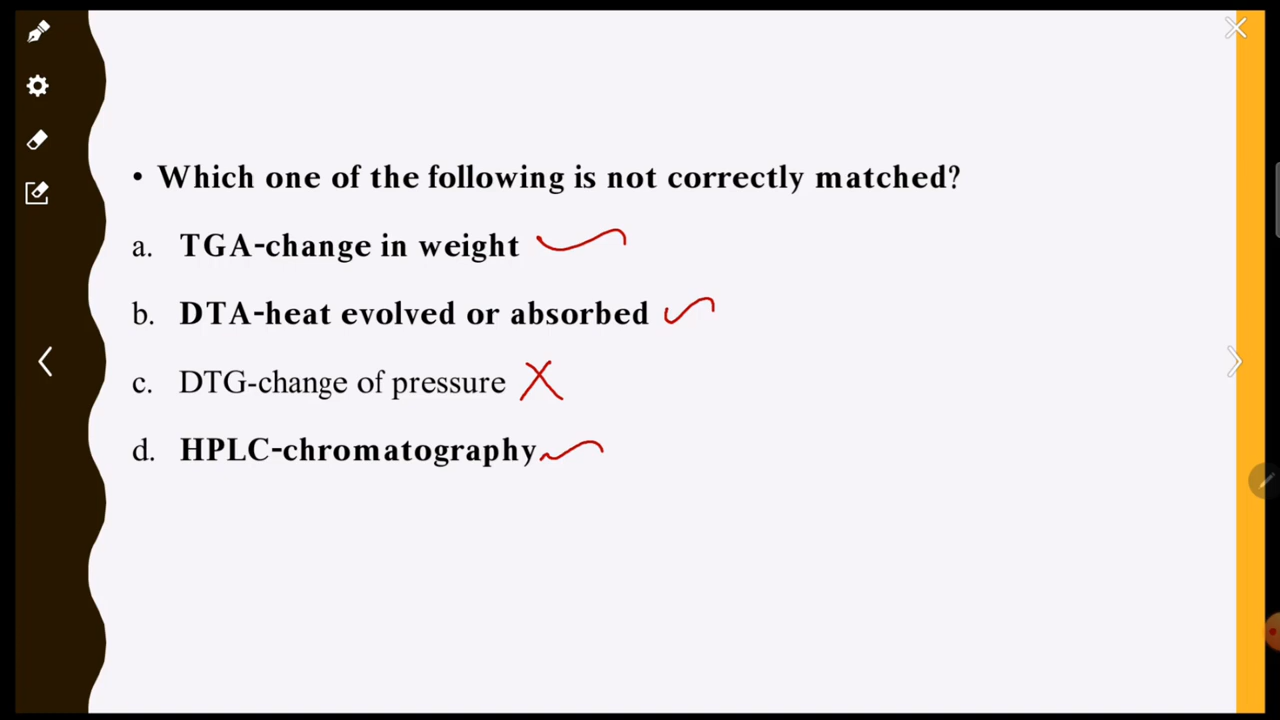 • Which one of the following is not correctly matched?
a. TGA-change in weight
b. DTA-heat evolved or absorbed
c. DTG-change of pressure
d. HPLC-chromatography